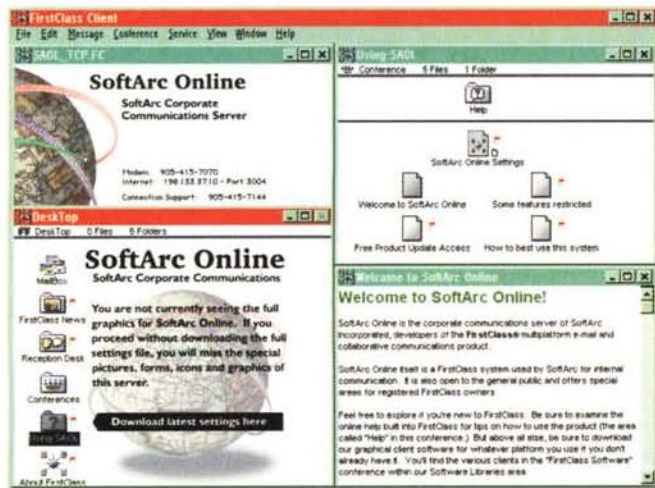 FirstClass Client
File Edit Message Conference Service View Window Help
SAOL_TCP.FC
SoftArc Online
SoftArc Corporate
Communications Server
Modem: 905-415-7070
Internet: 198.133.37.10 - Port 3004
Connection Support: 905-415-7144
Using SAOL
Conference 5 Files 1 Folder
Help
SoftArc Online Settings
Welcome to SoftArc Online
Some features restricted
Free Product Update Access
How to best use this system
DeskTop
DeskTop 0 Files 6 Folders
MailBox
FirstClass News
Reception Desk
Conferences
Using SAOL
About FirstClass
SoftArc Online
SoftArc Corporate Communications
You are not currently seeing the full
graphics for SoftArc Online. If you
proceed without downloading the full
settings file, you will miss the special
pictures, forms, icons and graphics of
this server.
Download latest settings here
Welcome to SoftArc Online
Welcome to SoftArc Online!
SoftArc Online is the corporate communications server of SoftArc
Incorporated, developers of the FirstClass® multiplatform e-mail and
collaborative communications product.
SoftArc Online itself is a FirstClass system used by SoftArc for internal
communication. It is also open to the general public and offers special
areas for registered FirstClass owners.
Feel free to explore if you're new to FirstClass. Be sure to examine the
online help built into FirstClass for tips on how to use the product (the area
called "Help" in this conference.) But above all else, be sure to download
our graphical client software for whatever platform you use if you don't
already have it. You'll find the various clients in the "FirstClass Software"
conference within our Software Libraries area.